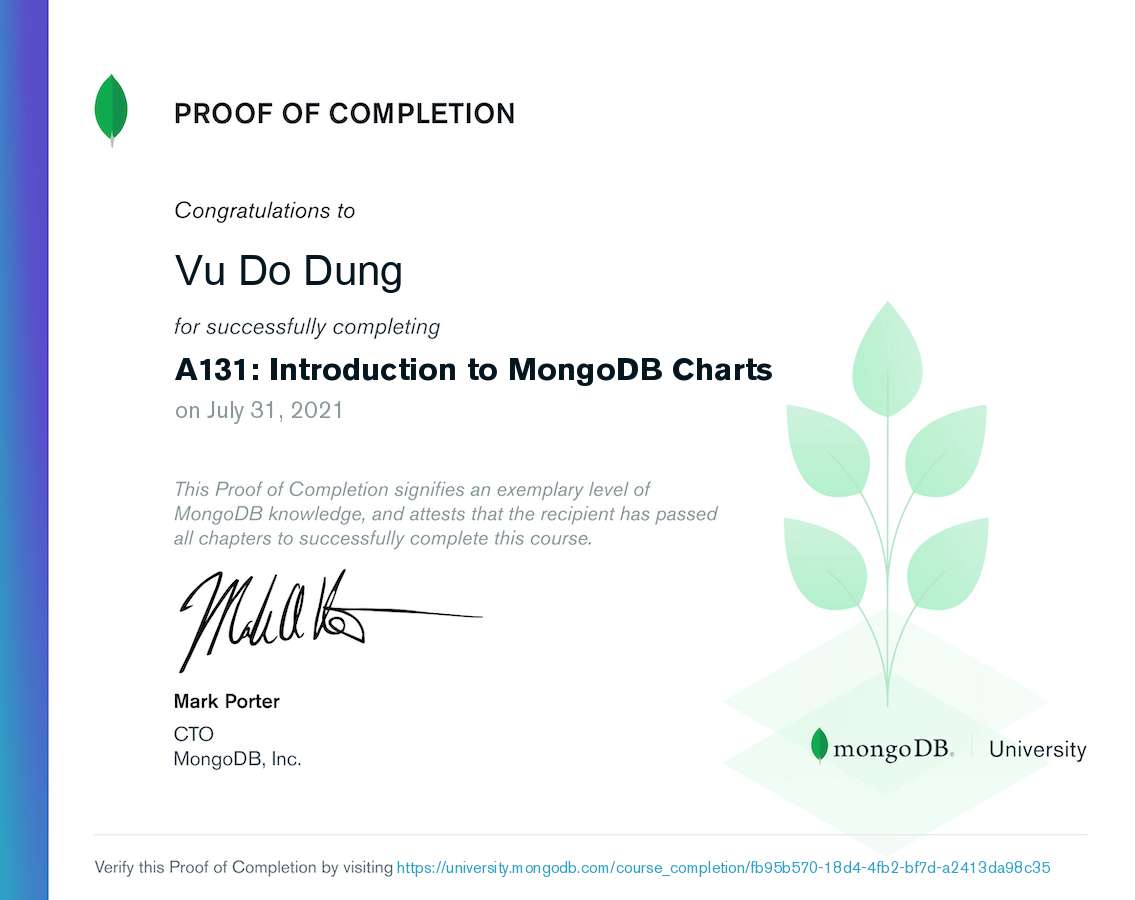 PROOF OF COMPLETION
Congratulations to
Vu Do Dung
for successfully completing
A131: Introduction to MongoDB Charts
on July 31, 2021
This Proof of Completion signifies an exemplary level of
MongoDB knowledge, and attests that the recipient has passed
all chapters to successfully complete this course.
Mark Porter
CTO
MongoDB, Inc.
mongoDB® University
Verify this Proof of Completion by visiting https://university.mongodb.com/course_completion/fb95b570-18d4-4fb2-bf7d-a2413da98c35